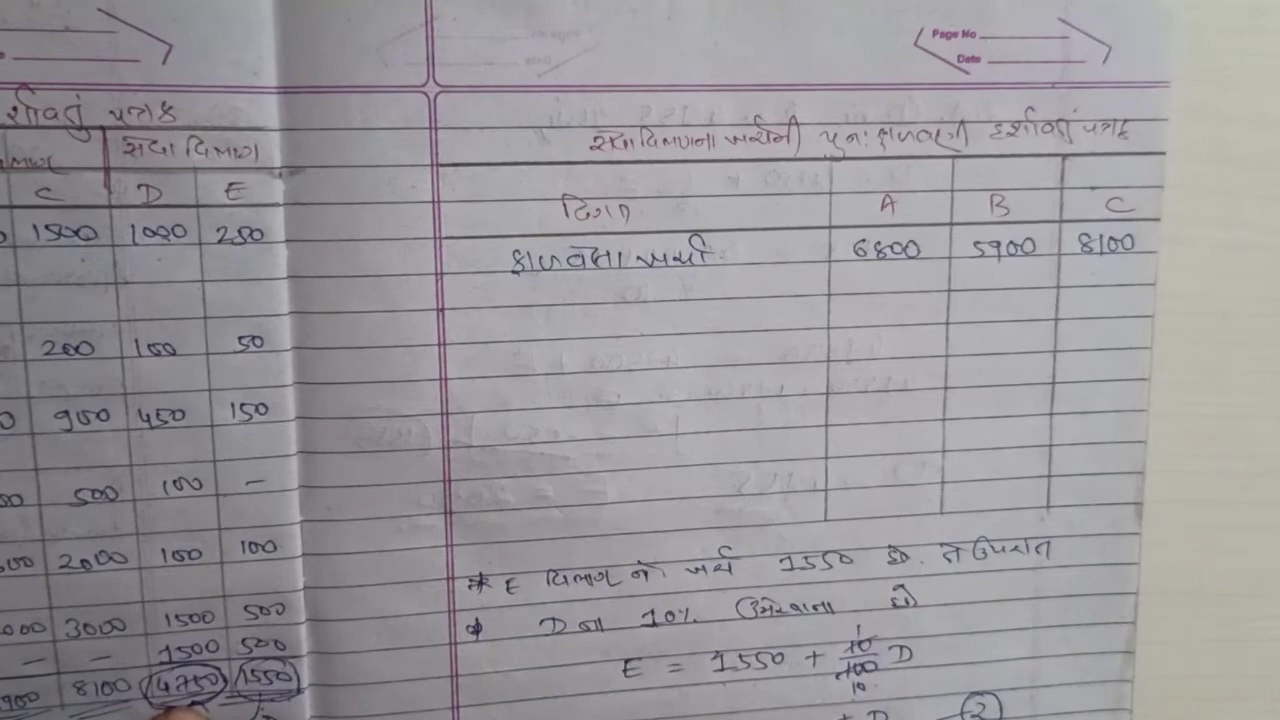 Page No
Date
પત્રક
સેવા વિભાગ
C D E
1500 1000 250
200 100 50
900 450 150
500 100 –
2000 100 100
000 3000 1500 500
– – 1500 500
900 8100 4750 1550
સેવા વિભાગના ખર્ચની પુનઃફાળવણી દર્શાવતું પત્રક
વિગત A B C
ફાળવેલા ખર્ચા 6800 5900 8100
* E વિભાગ નો ખર્ચ 1550 છે. તે ઉપરાંત
D ના 10% ઉમેરવાના છે
E = 1550 + 10/100 D